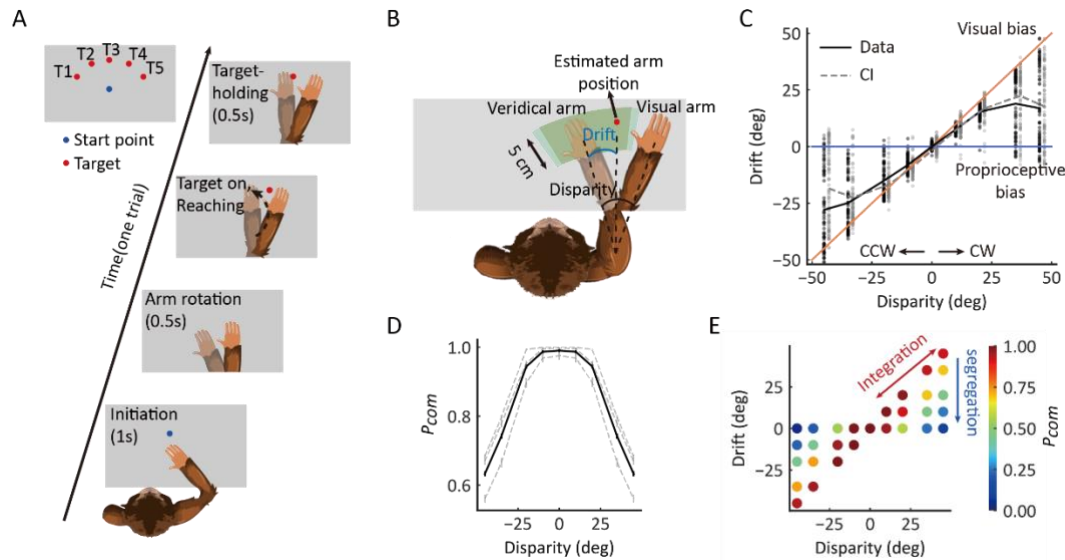 A
T1
T2
T3
T4
T5
Start point
Target
Time(one trial)
Target-
holding
(0.5s)
Target on,
Reaching
Arm rotation
(0.5s)
Initiation
(1s)
B
Estimated arm
position
Veridical arm
Visual arm
Drift
5 cm
Disparity
C
Visual bias
Data
CI
Proprioceptive
bias
CCW
CW
50
25
0
−25
−50
Drift (deg)
−50
−25
0
25
50
Disparity (deg)
D
1.0
0.8
0.6
Pcom
−25
0
25
Disparity (deg)
E
Integration
segregation
25
0
−25
Drift (deg)
−25
0
25
Disparity (deg)
1.00
0.75
0.50
0.25
0.00
Pcom